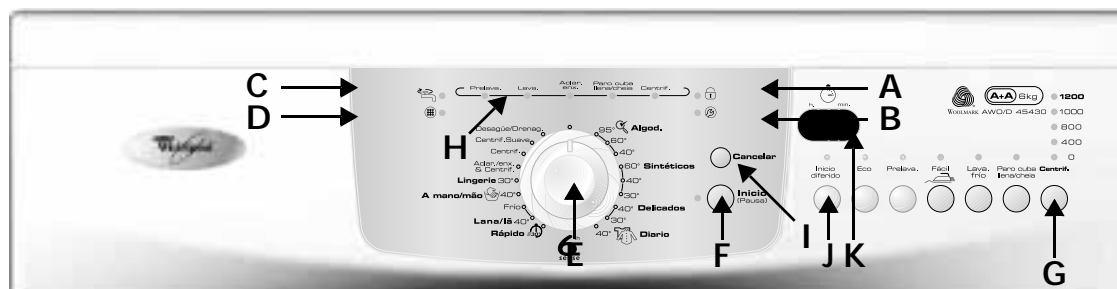 C
D
H
A
B
I
F
E
J
K
G
Whirlpool
Prelava.
Lava.
Aclar. enx.
Paro cuba llena/cheia
Centrif.
Desagüe/Drenag.
Centrif.Suave
Centrif.
Aclar./enx. & Centrif.
Lingerie 30°
40°
A mano/mão
Frío
Lana/lã 40°
Rápido
95° Algod.
60°
40°
60° Sintéticos
40°
30°
40° Delicados
30°
40° Diario
6th sense
Cancelar
Inicio
(Pausa)
h. min.
WOOLMARK
A+A 6kg
AWO/D 45430
1200
1000
800
400
0
Inicio diferido
Eco
Prelava.
Fácil
Lava. frío
Paro cuba llena/cheia
Centrif.